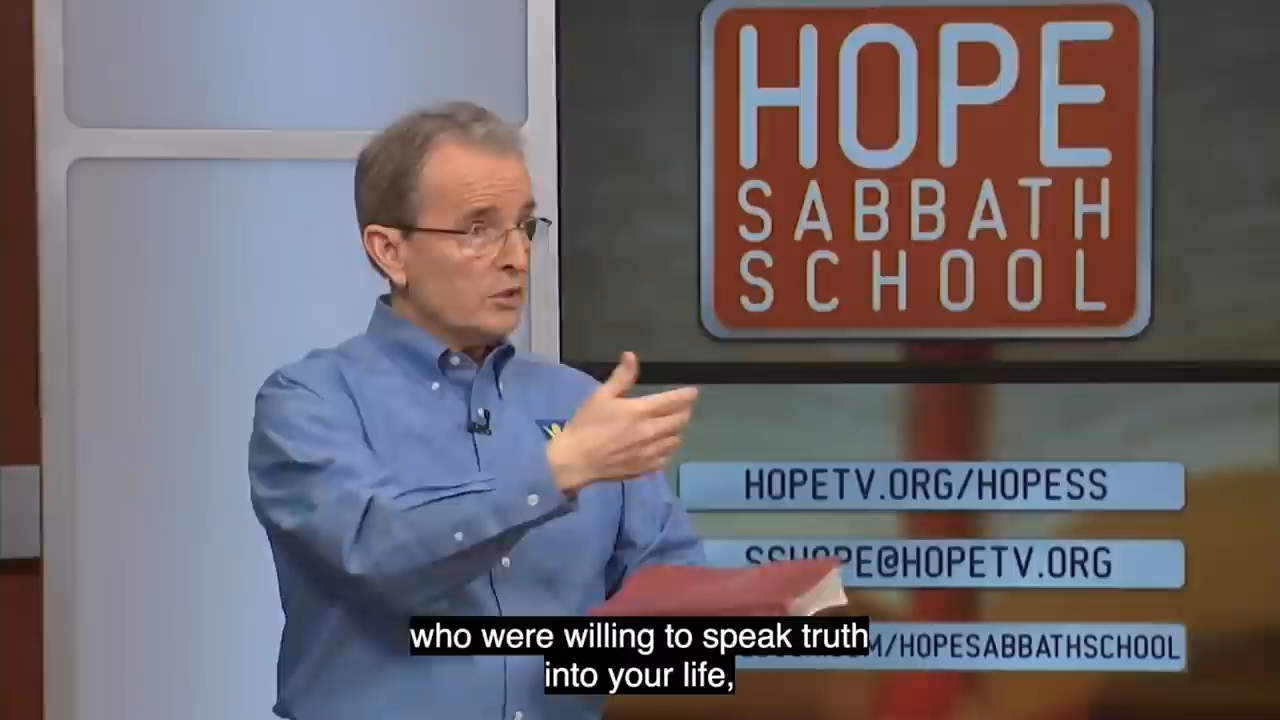 HOPE
SABBATH
SCHOOL
HOPETV.ORG/HOPESS
@HOPETV.ORG
/HOPESABBATHSCHOOL
who were willing to speak truth
into your life,